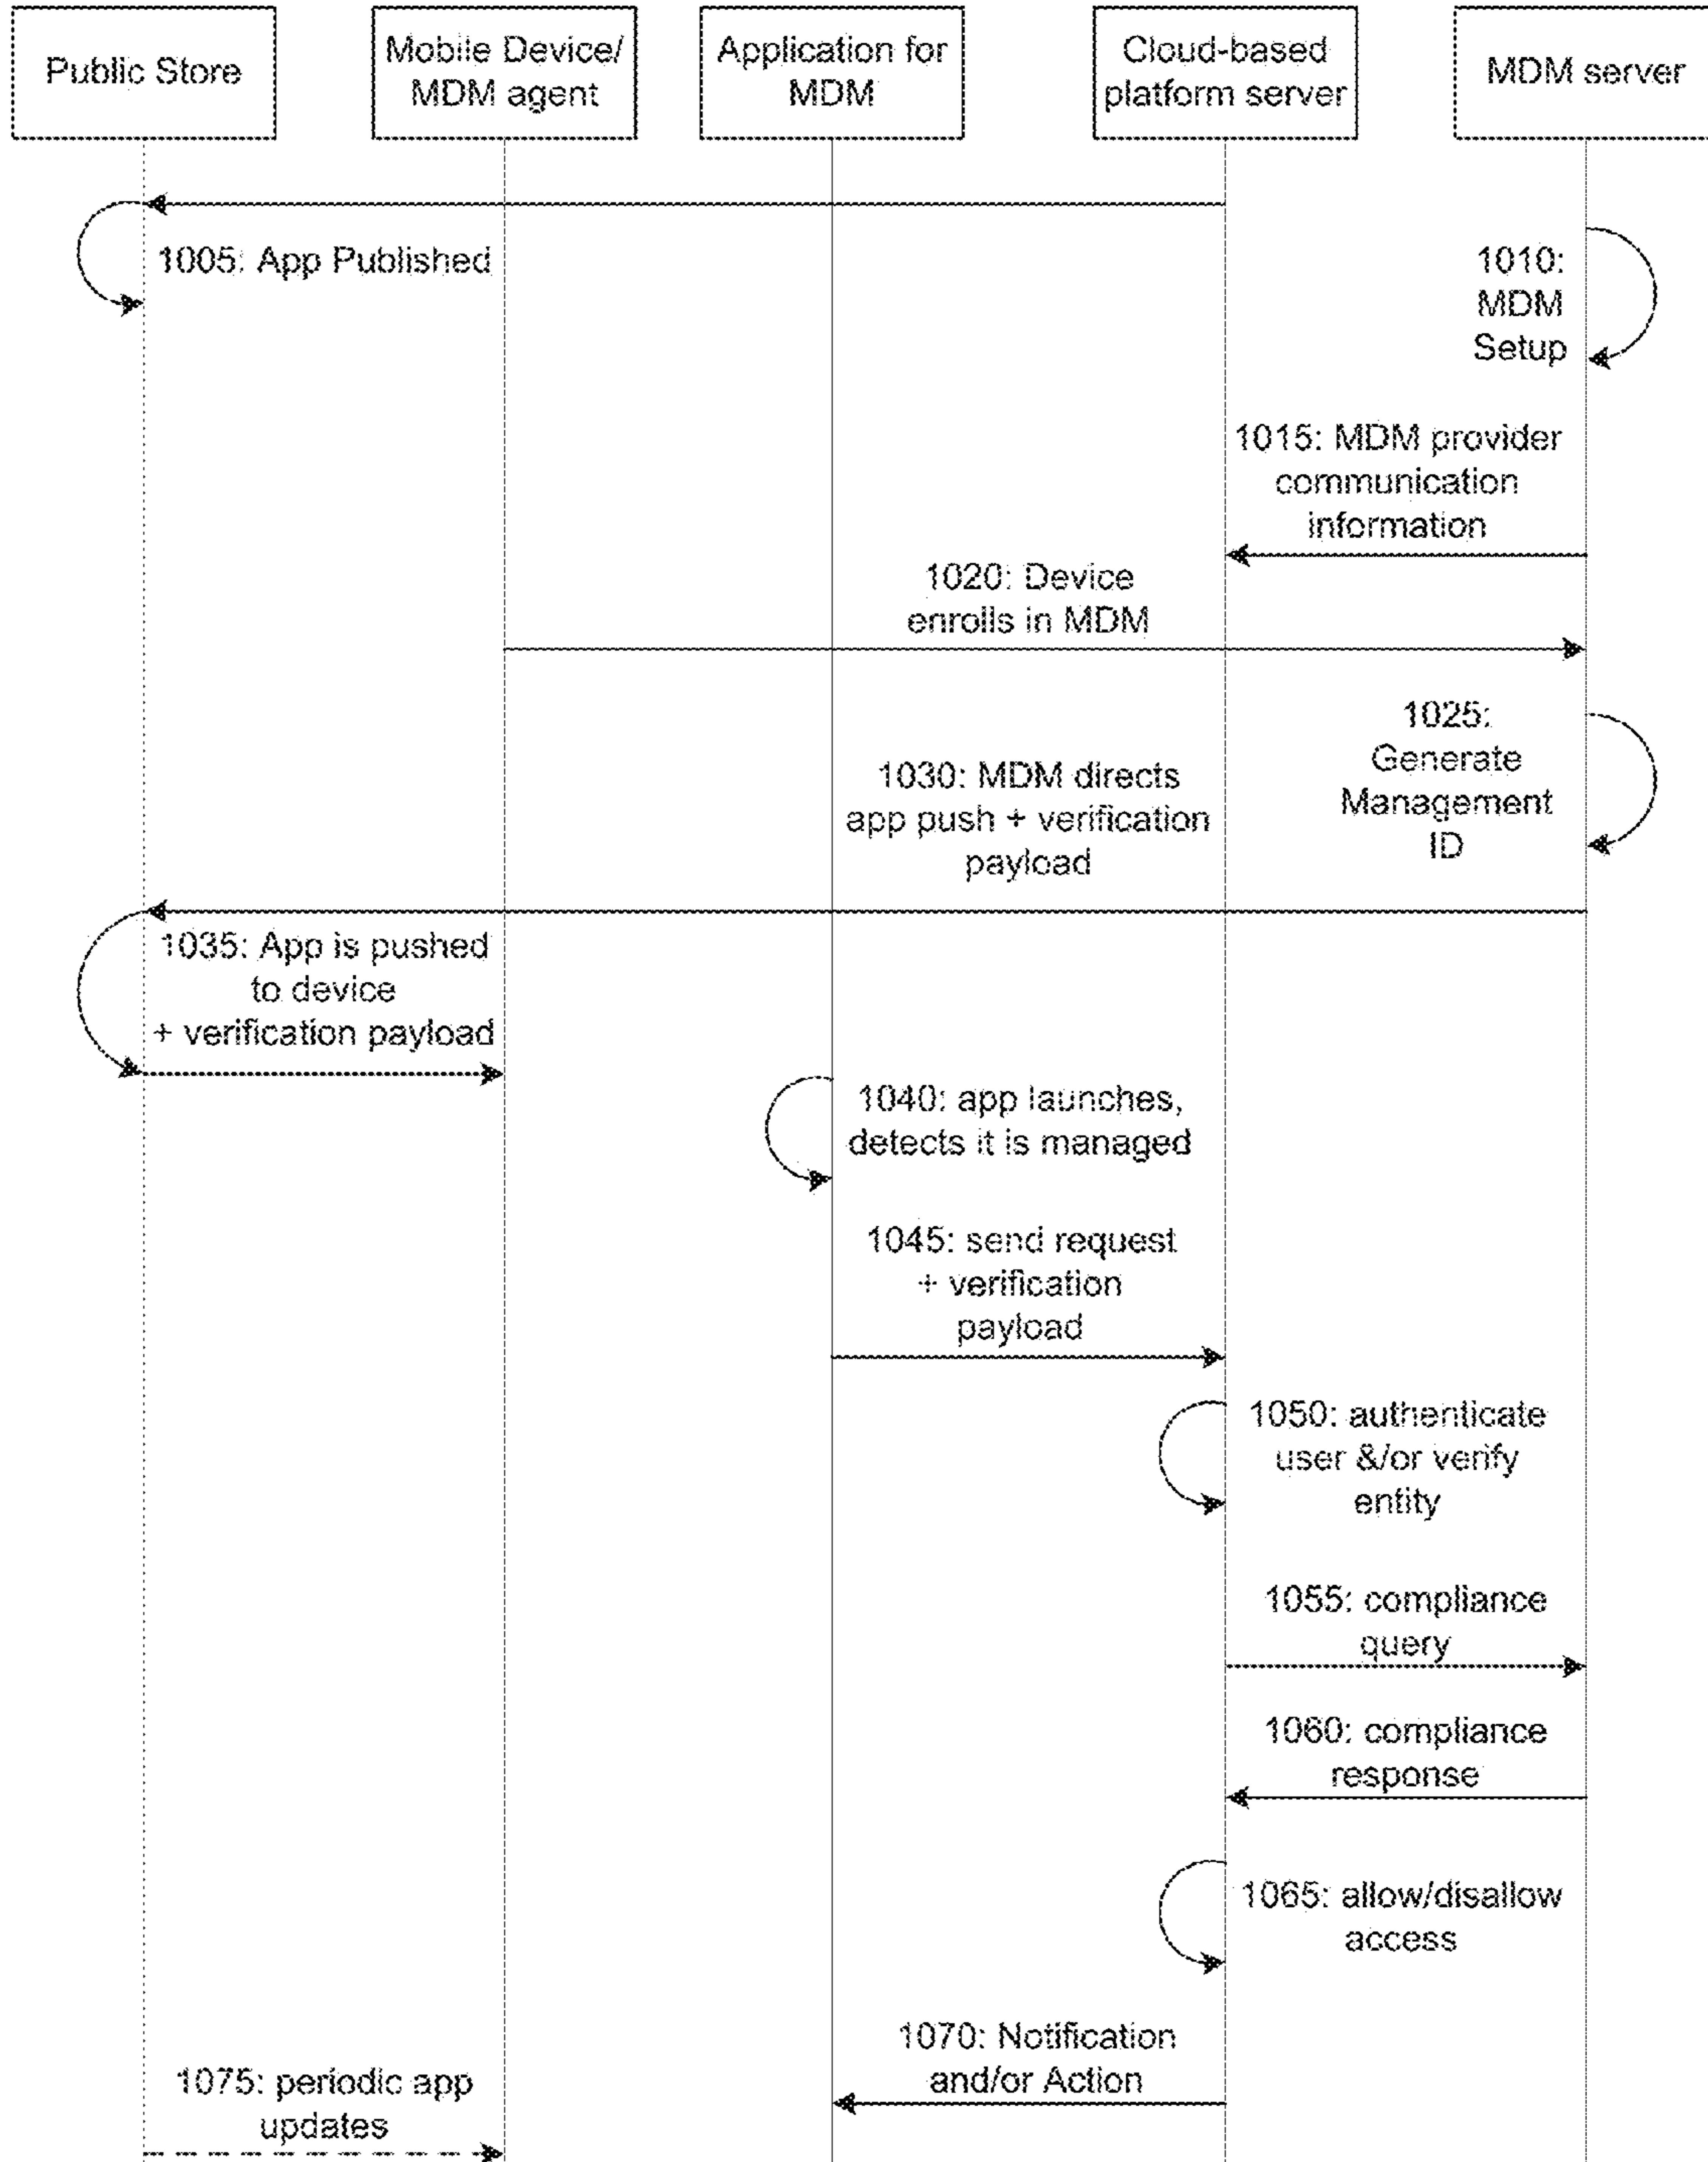 Public Store
Mobile Device/
MDM agent
Application for
MDM
Cloud-based
platform server
MDM server
1005: App Published
1010:
MDM
Setup
1015: MDM provider
communication
information
1020: Device
enrolls in MDM
1025:
Generate
Management
ID
1030: MDM directs
app push + verification
payload
1035: App is pushed
to device
+ verification payload
1040: app launches,
detects it is managed
1045: send request
+ verification
payload
1050: authenticate
user &/or verify
entity
1055: compliance
query
1060: compliance
response
1065: allow/disallow
access
1070: Notification
and/or Action
1075: periodic app
updates